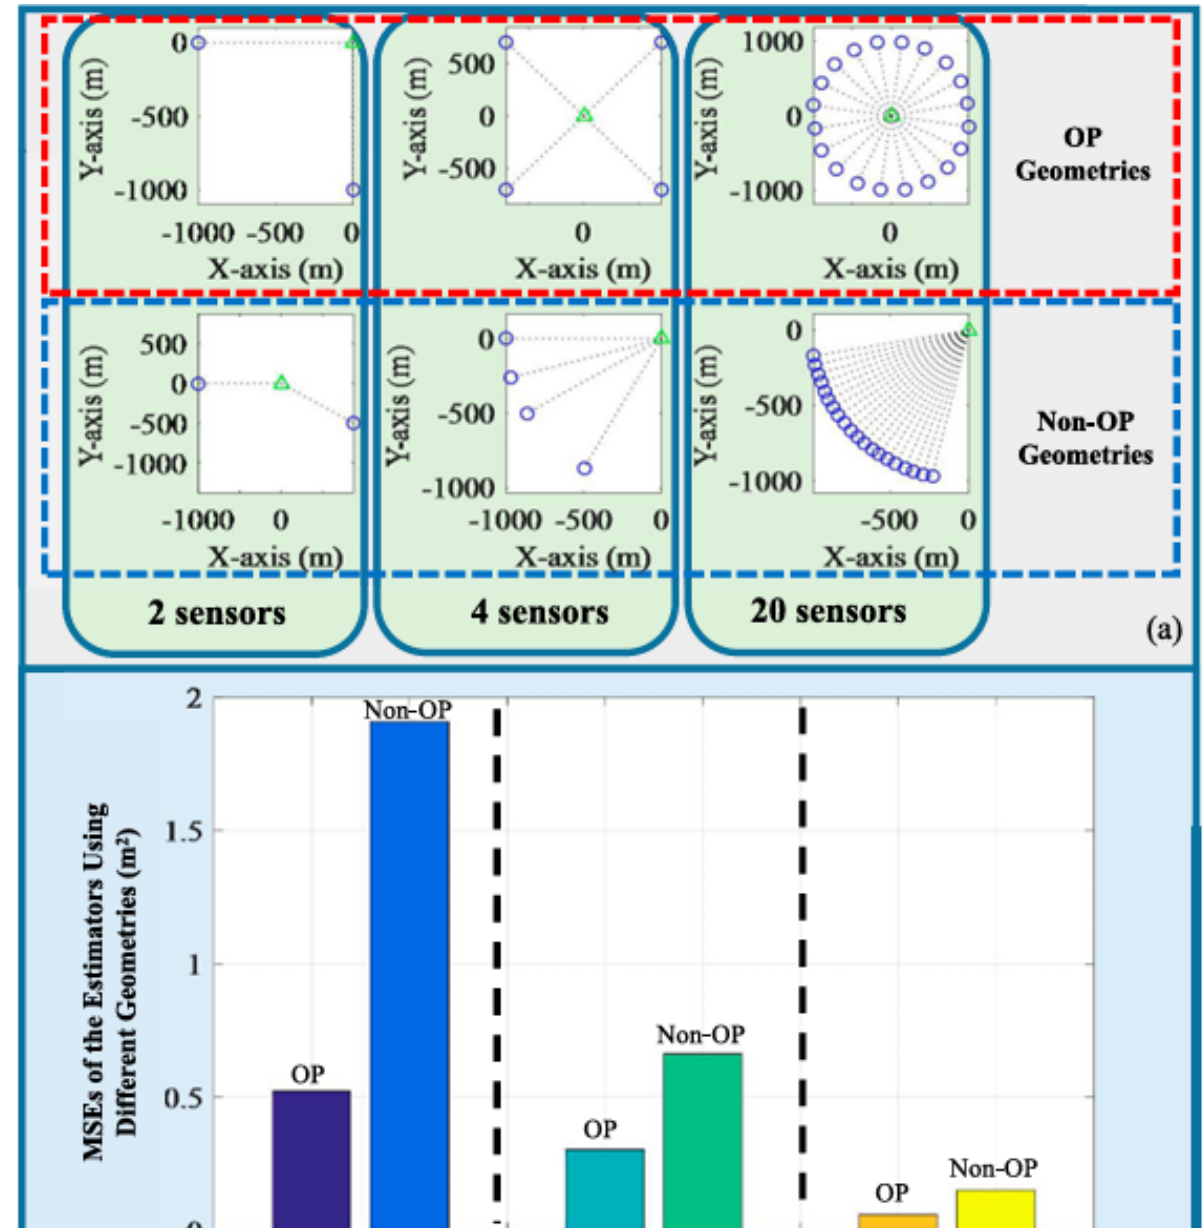 0
-500
-1000
Y-axis (m)
-1000 -500 0
X-axis (m)
500
0
-500
Y-axis (m)
0
X-axis (m)
1000
0
-1000
Y-axis (m)
0
X-axis (m)
OP
Geometries
500
0
-500
-1000
Y-axis (m)
-1000 0
X-axis (m)
0
-500
-1000
Y-axis (m)
-1000 -500 0
X-axis (m)
0
-500
-1000
Y-axis (m)
-500 0
X-axis (m)
Non-OP
Geometries
2 sensors
4 sensors
20 sensors
(a)
MSEs of the Estimators Using
Different Geometries (m²)
2
1.5
1
0.5
0
OP
Non-OP
OP
Non-OP
OP
Non-OP